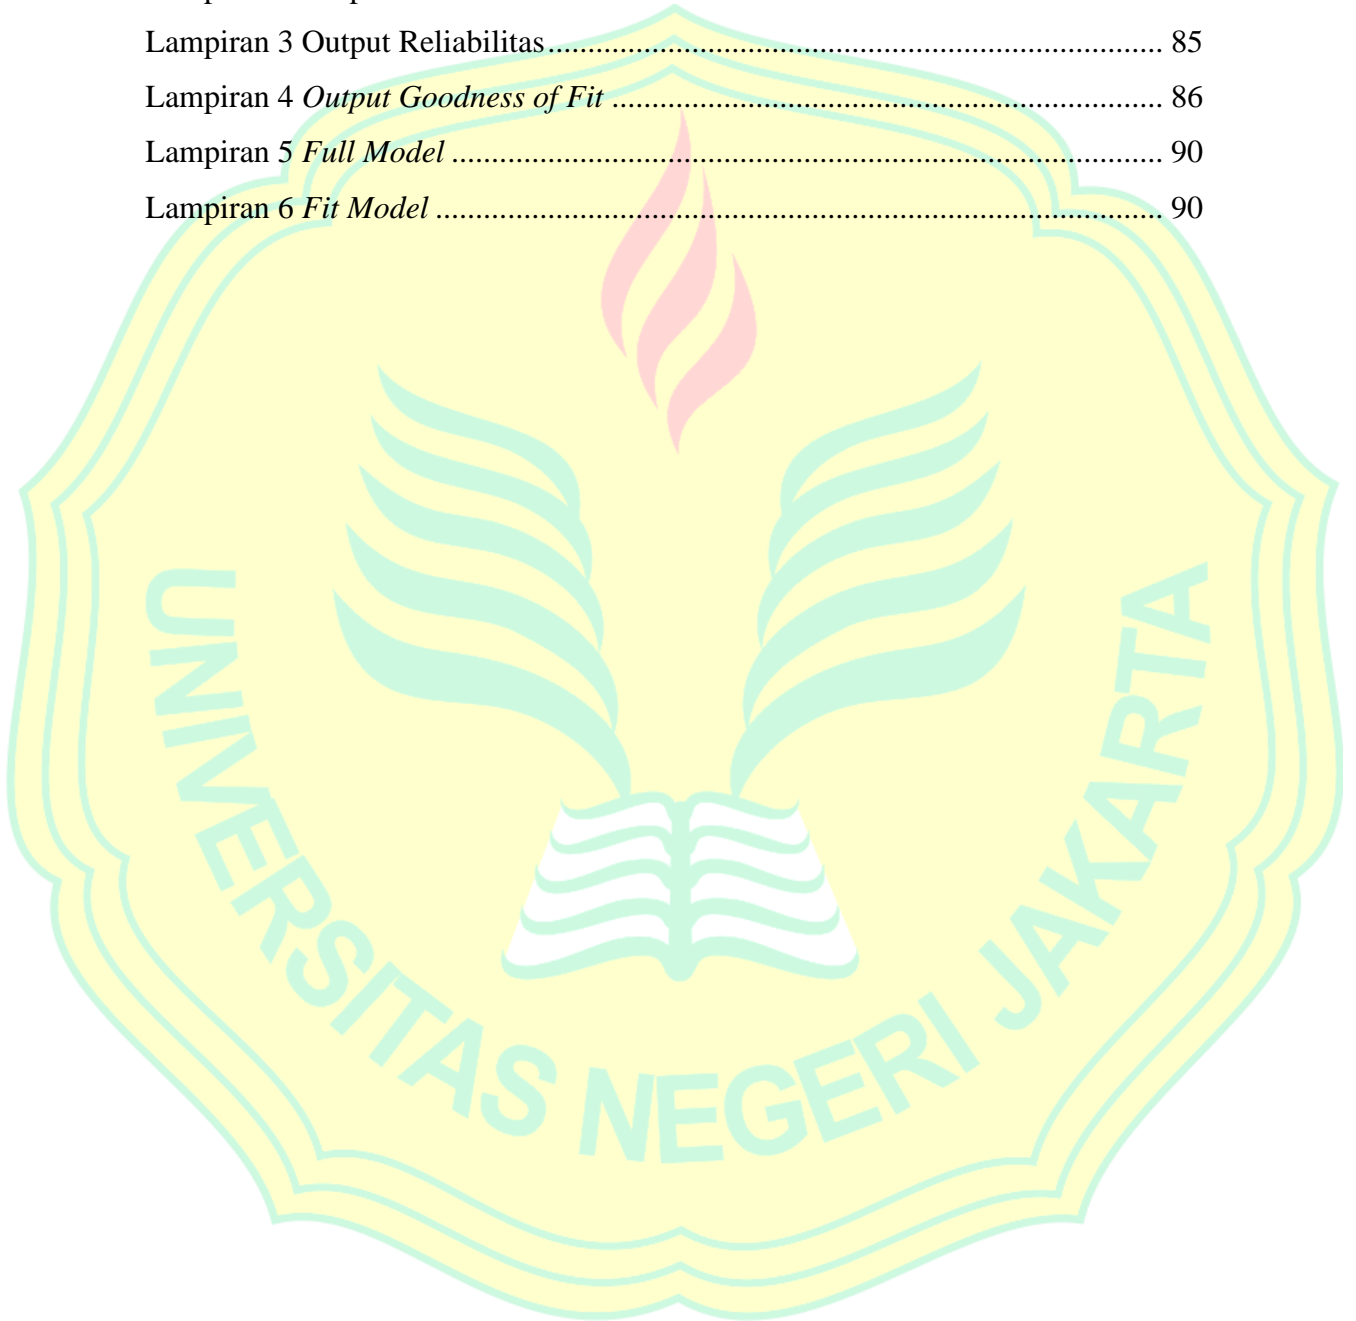 Lampiran 3 Output Reliabilitas.............................................................................. 85
Lampiran 4 Output Goodness of Fit ...................................................................... 86
Lampiran 5 Full Model .......................................................................................... 90
Lampiran 6 Fit Model ............................................................................................ 90
UNIVERSITAS NEGERI JAKARTA